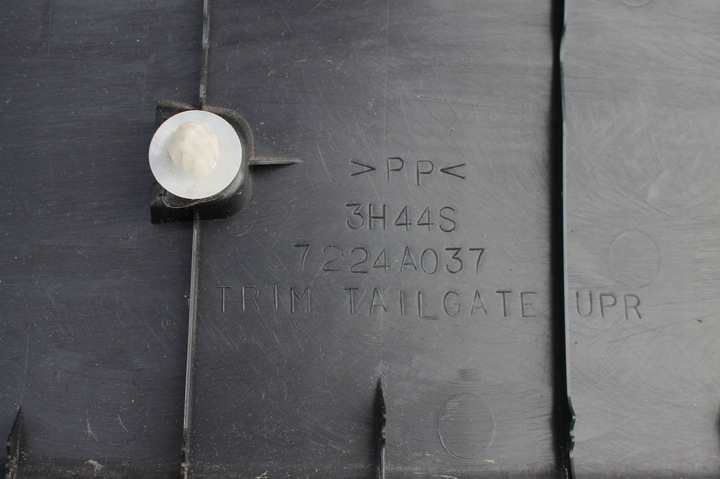 >PP<
3H44S
7224A037
TRIM TAILGATE UPR